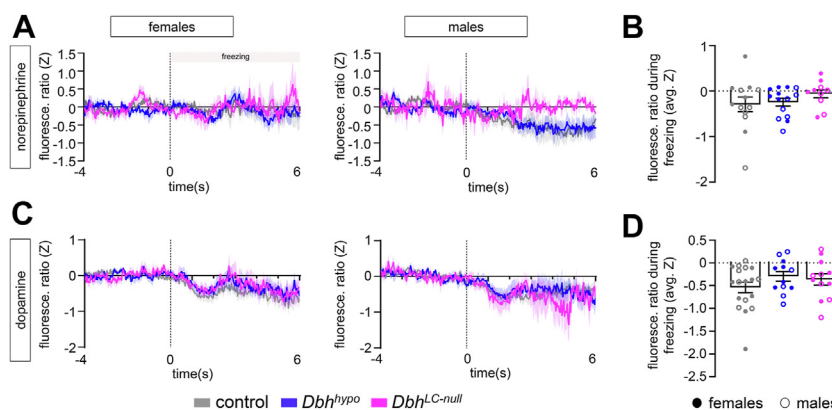 A
females
males
B
norepinephrine
fluoresce. ratio (Z)
1.5
1.0
0.5
0
-0.5
-1.0
-1.5
-4
0
6
time(s)
freezing
fluoresce. ratio (Z)
1.5
1.0
0.5
0
-0.5
-1.0
-1.5
-4
0
6
time(s)
fluoresce. ratio during
freezing (avg. Z)
1
0
-1
-2
C
D
dopamine
fluoresce. ratio (Z)
1
0
-1
-2
-4
0
6
time(s)
fluoresce. ratio (Z)
1
0
-1
-2
-4
0
6
time(s)
fluoresce. ratio during
freezing (avg. Z)
0.5
0.0
-0.5
-1.0
-1.5
-2.0
control Dbhhypo DbhLC-null
females males